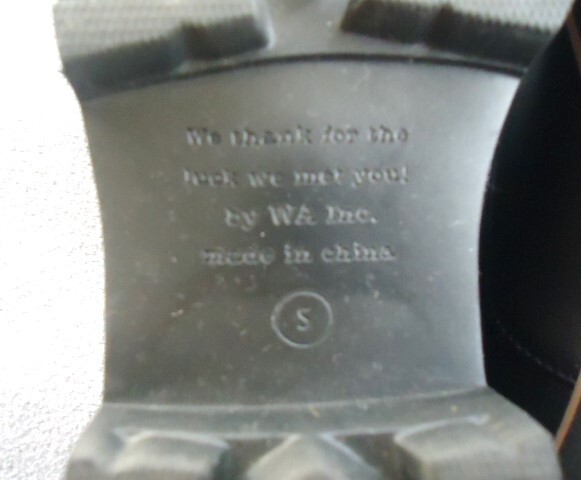 We thank for the
luck we met you!
by WA Inc.
made in china
S